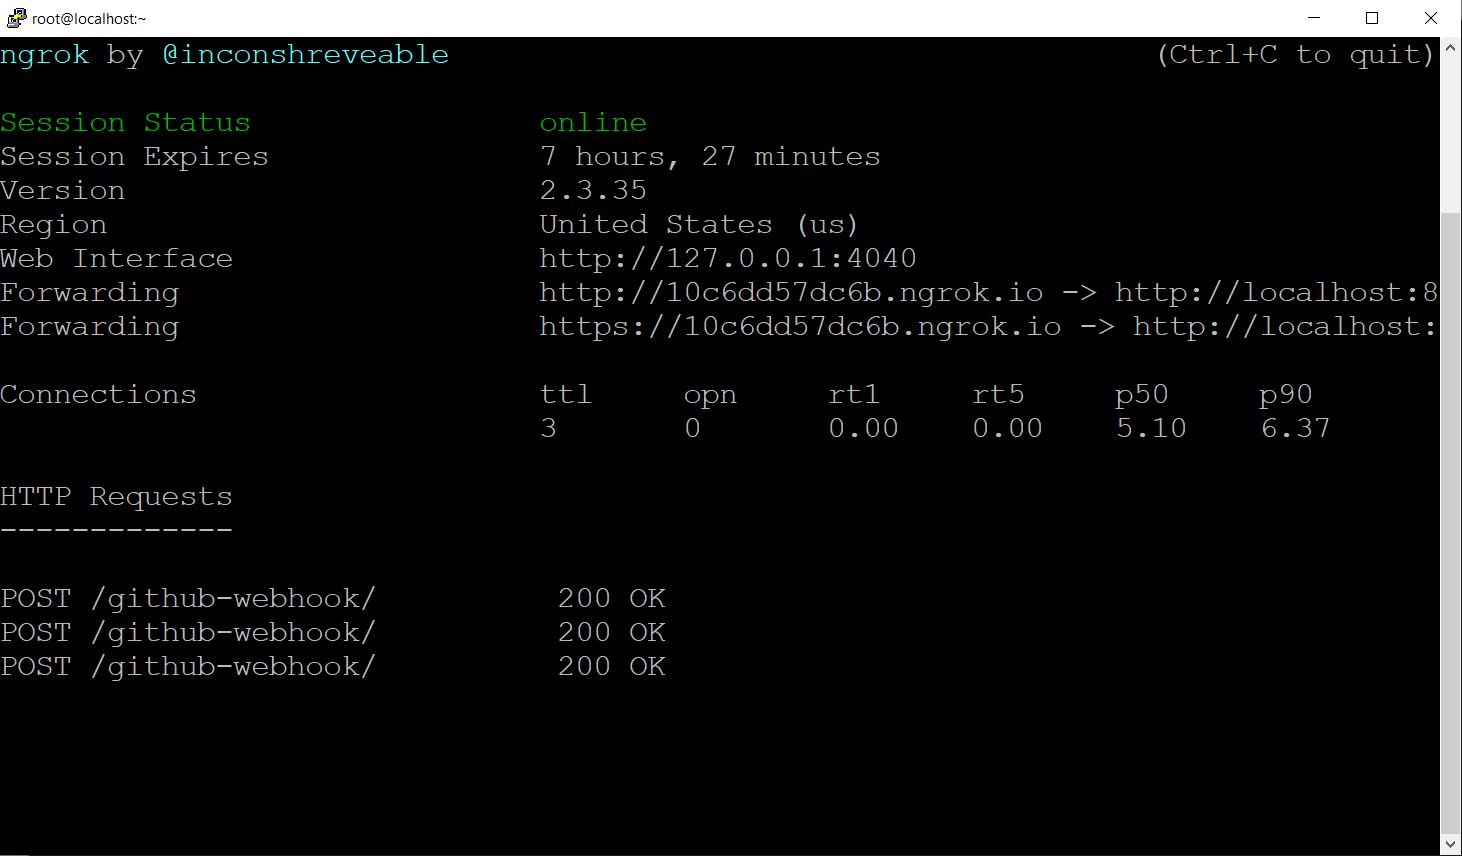 root@localhost:~
ngrok by @inconshreveable (Ctrl+C to quit)
Session Status online
Session Expires 7 hours, 27 minutes
Version 2.3.35
Region United States (us)
Web Interface http://127.0.0.1:4040
Forwarding http://10c6dd57dc6b.ngrok.io -> http://localhost:8
Forwarding https://10c6dd57dc6b.ngrok.io -> http://localhost:
Connections ttl opn rt1 rt5 p50 p90
3 0 0.00 0.00 5.10 6.37
HTTP Requests
-------------
POST /github-webhook/ 200 OK
POST /github-webhook/ 200 OK
POST /github-webhook/ 200 OK